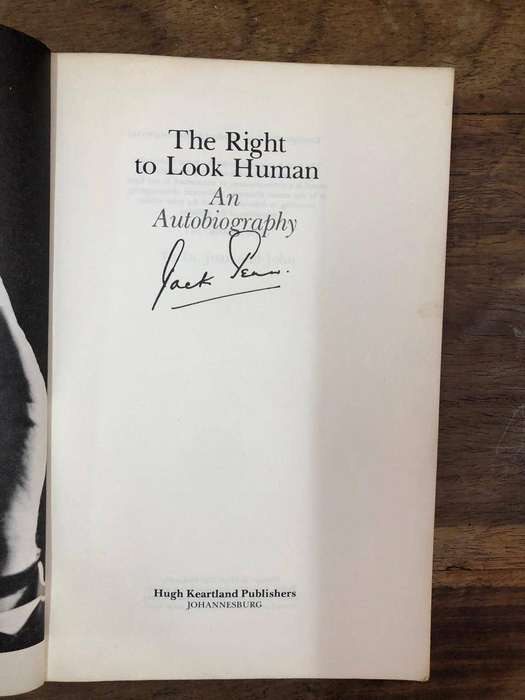 The Right
to Look Human
An
Autobiography
Jack Penn.
Hugh Keartland Publishers
JOHANNESBURG